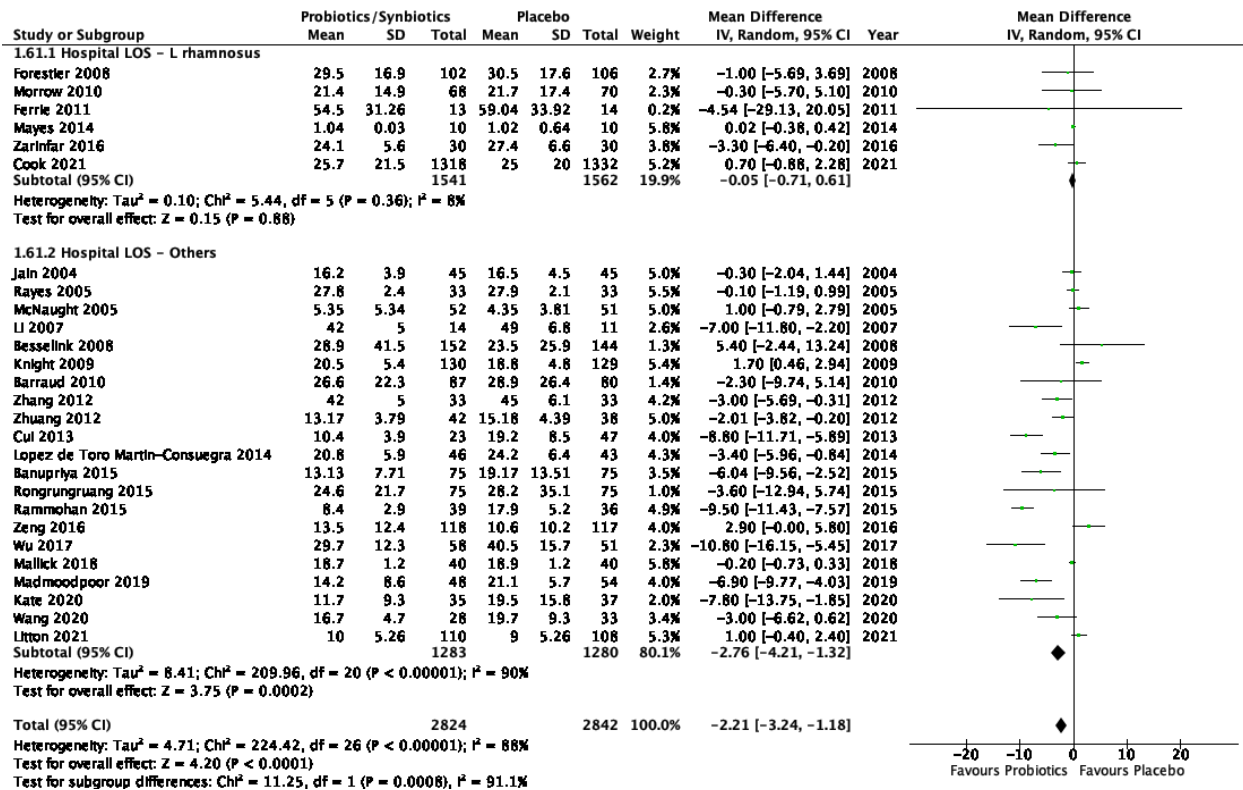 Probiotics/Synbiotics Placebo Mean Difference Mean Difference
Study or Subgroup Mean SD Total Mean SD Total Weight IV, Random, 95% CI Year IV, Random, 95% CI
1.61.1 Hospital LOS – L rhamnosus
Forestier 2008 29.5 16.9 102 30.5 17.6 106 2.7% −1.00 [−5.69, 3.69] 2008
Morrow 2010 21.4 14.9 68 21.7 17.4 70 2.3% −0.30 [−5.70, 5.10] 2010
Ferrie 2011 54.5 31.26 13 59.04 33.92 14 0.2% −4.54 [−29.13, 20.05] 2011
Mayes 2014 1.04 0.03 10 1.02 0.64 10 5.8% 0.02 [−0.38, 0.42] 2014
Zarinfar 2016 24.1 5.6 30 27.4 6.6 30 3.8% −3.30 [−6.40, −0.20] 2016
Cook 2021 25.7 21.5 1318 25 20 1332 5.2% 0.70 [−0.88, 2.28] 2021
Subtotal (95% CI) 1541 1562 19.9% −0.05 [−0.71, 0.61]
Heterogeneity: Tau² = 0.10; Chi² = 5.44, df = 5 (P = 0.36); I² = 8%
Test for overall effect: Z = 0.15 (P = 0.88)
1.61.2 Hospital LOS – Others
Jain 2004 16.2 3.9 45 16.5 4.5 45 5.0% −0.30 [−2.04, 1.44] 2004
Rayes 2005 27.8 2.4 33 27.9 2.1 33 5.5% −0.10 [−1.19, 0.99] 2005
McNaught 2005 5.35 5.34 52 4.35 3.81 51 5.0% 1.00 [−0.79, 2.79] 2005
Li 2007 42 5 14 49 6.8 11 2.6% −7.00 [−11.80, −2.20] 2007
Besselink 2008 28.9 41.5 152 23.5 25.9 144 1.3% 5.40 [−2.44, 13.24] 2008
Knight 2009 20.5 5.4 130 18.8 4.8 129 5.4% 1.70 [0.46, 2.94] 2009
Barraud 2010 26.6 22.3 87 28.9 26.4 80 1.4% −2.30 [−9.74, 5.14] 2010
Zhang 2012 42 5 33 45 6.1 33 4.2% −3.00 [−5.69, −0.31] 2012
Zhuang 2012 13.17 3.79 42 15.18 4.39 38 5.0% −2.01 [−3.82, −0.20] 2012
Cui 2013 10.4 3.9 23 19.2 8.5 47 4.0% −8.80 [−11.71, −5.89] 2013
Lopez de Toro Martin–Consuegra 2014 20.8 5.9 46 24.2 6.4 43 4.3% −3.40 [−5.96, −0.84] 2014
Banupriya 2015 13.13 7.71 75 19.17 13.51 75 3.5% −6.04 [−9.56, −2.52] 2015
Rongrungruang 2015 24.6 21.7 75 28.2 35.1 75 1.0% −3.60 [−12.94, 5.74] 2015
Rammohan 2015 8.4 2.9 39 17.9 5.2 36 4.9% −9.50 [−11.43, −7.57] 2015
Zeng 2016 13.5 12.4 118 10.6 10.2 117 4.0% 2.90 [−0.00, 5.80] 2016
Wu 2017 29.7 12.3 58 40.5 15.7 51 2.3% −10.80 [−16.15, −5.45] 2017
Mallick 2018 18.7 1.2 40 18.9 1.2 40 5.8% −0.20 [−0.73, 0.33] 2018
Madmoodpoor 2019 14.2 8.6 48 21.1 5.7 54 4.0% −6.90 [−9.77, −4.03] 2019
Kate 2020 11.7 9.3 35 19.5 15.8 37 2.0% −7.80 [−13.75, −1.85] 2020
Wang 2020 16.7 4.7 28 19.7 9.3 33 3.4% −3.00 [−6.62, 0.62] 2020
Litton 2021 10 5.26 110 9 5.26 108 5.3% 1.00 [−0.40, 2.40] 2021
Subtotal (95% CI) 1283 1280 80.1% −2.76 [−4.21, −1.32]
Heterogeneity: Tau² = 8.41; Chi² = 209.96, df = 20 (P < 0.00001); I² = 90%
Test for overall effect: Z = 3.75 (P = 0.0002)
Total (95% CI) 2824 2842 100.0% −2.21 [−3.24, −1.18]
Heterogeneity: Tau² = 4.71; Chi² = 224.42, df = 26 (P < 0.00001); I² = 88%
Test for overall effect: Z = 4.20 (P < 0.0001)
Test for subgroup differences: Chi² = 11.25, df = 1 (P = 0.0008), I² = 91.1%
−20 −10 0 10 20
Favours Probiotics Favours Placebo